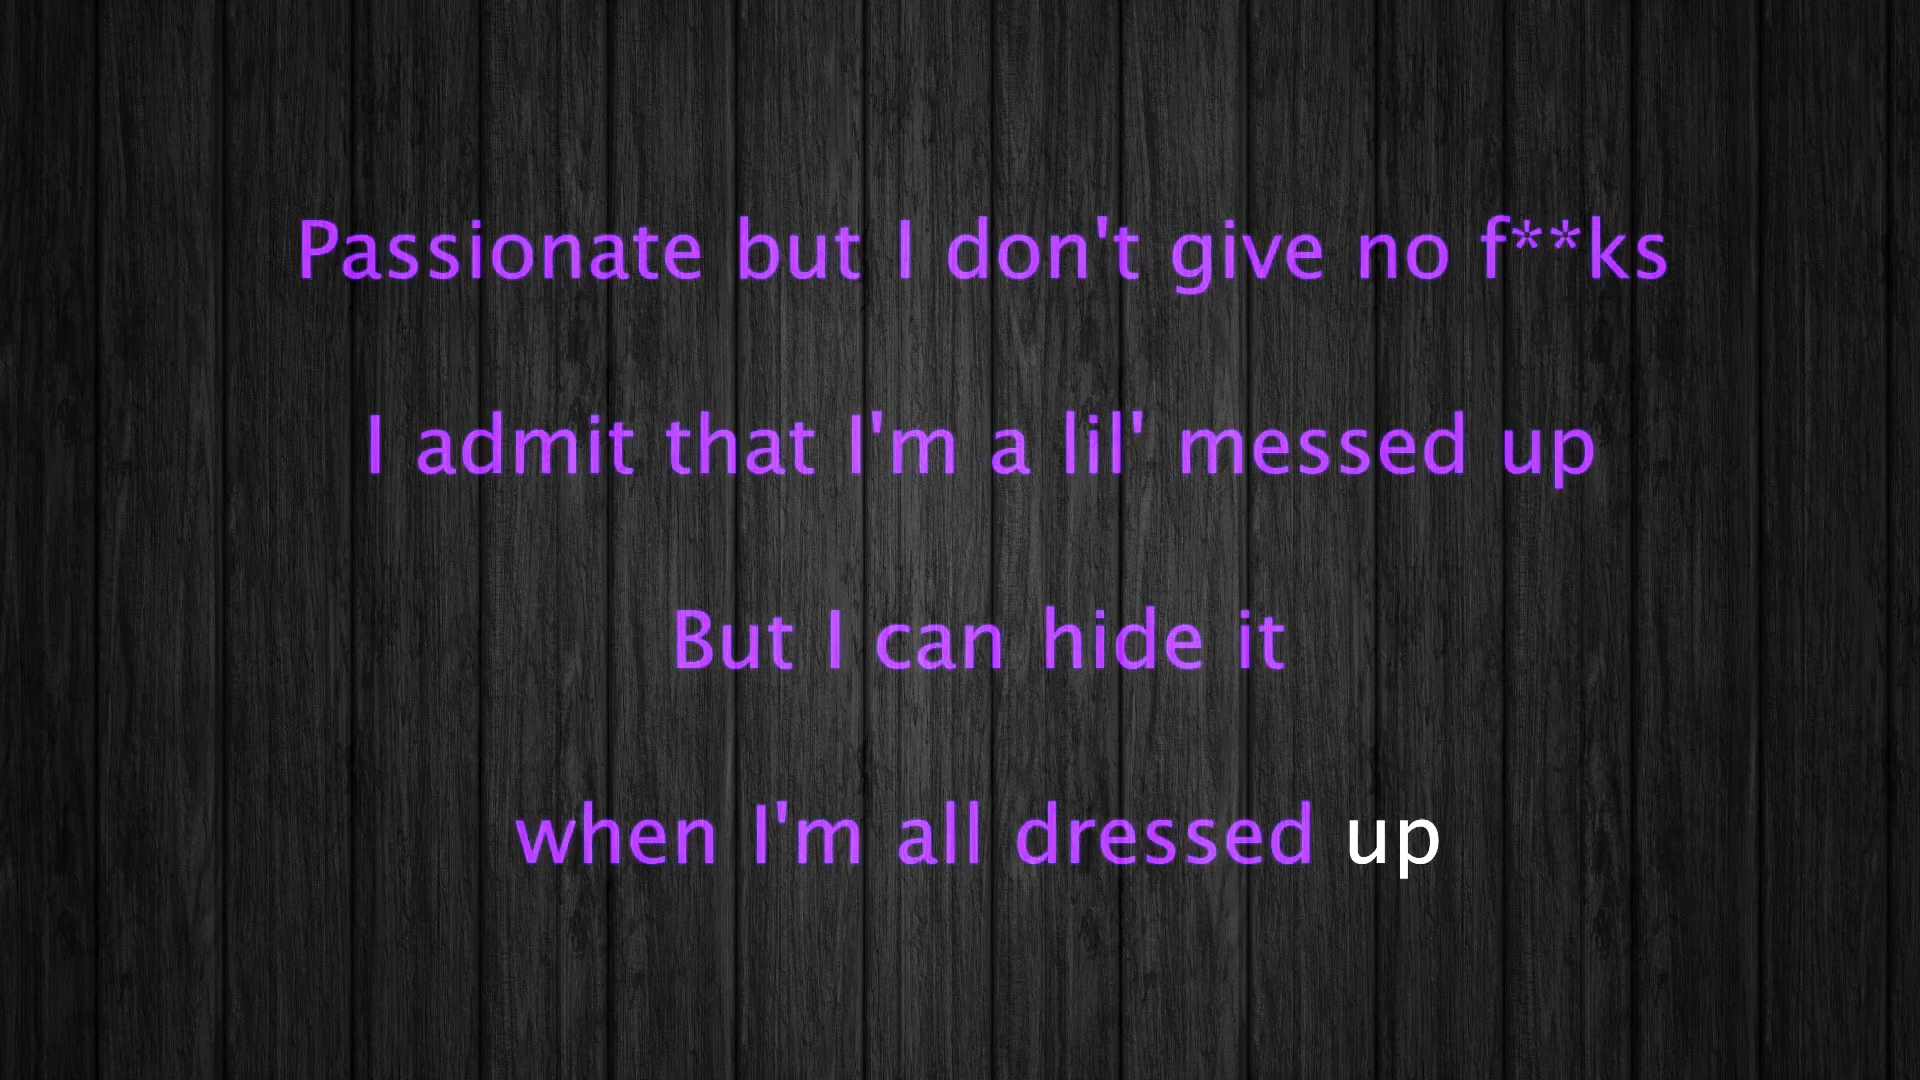 Passionate but I don't give no f**ks
I admit that I'm a lil' messed up
But I can hide it
when I'm all dressed up